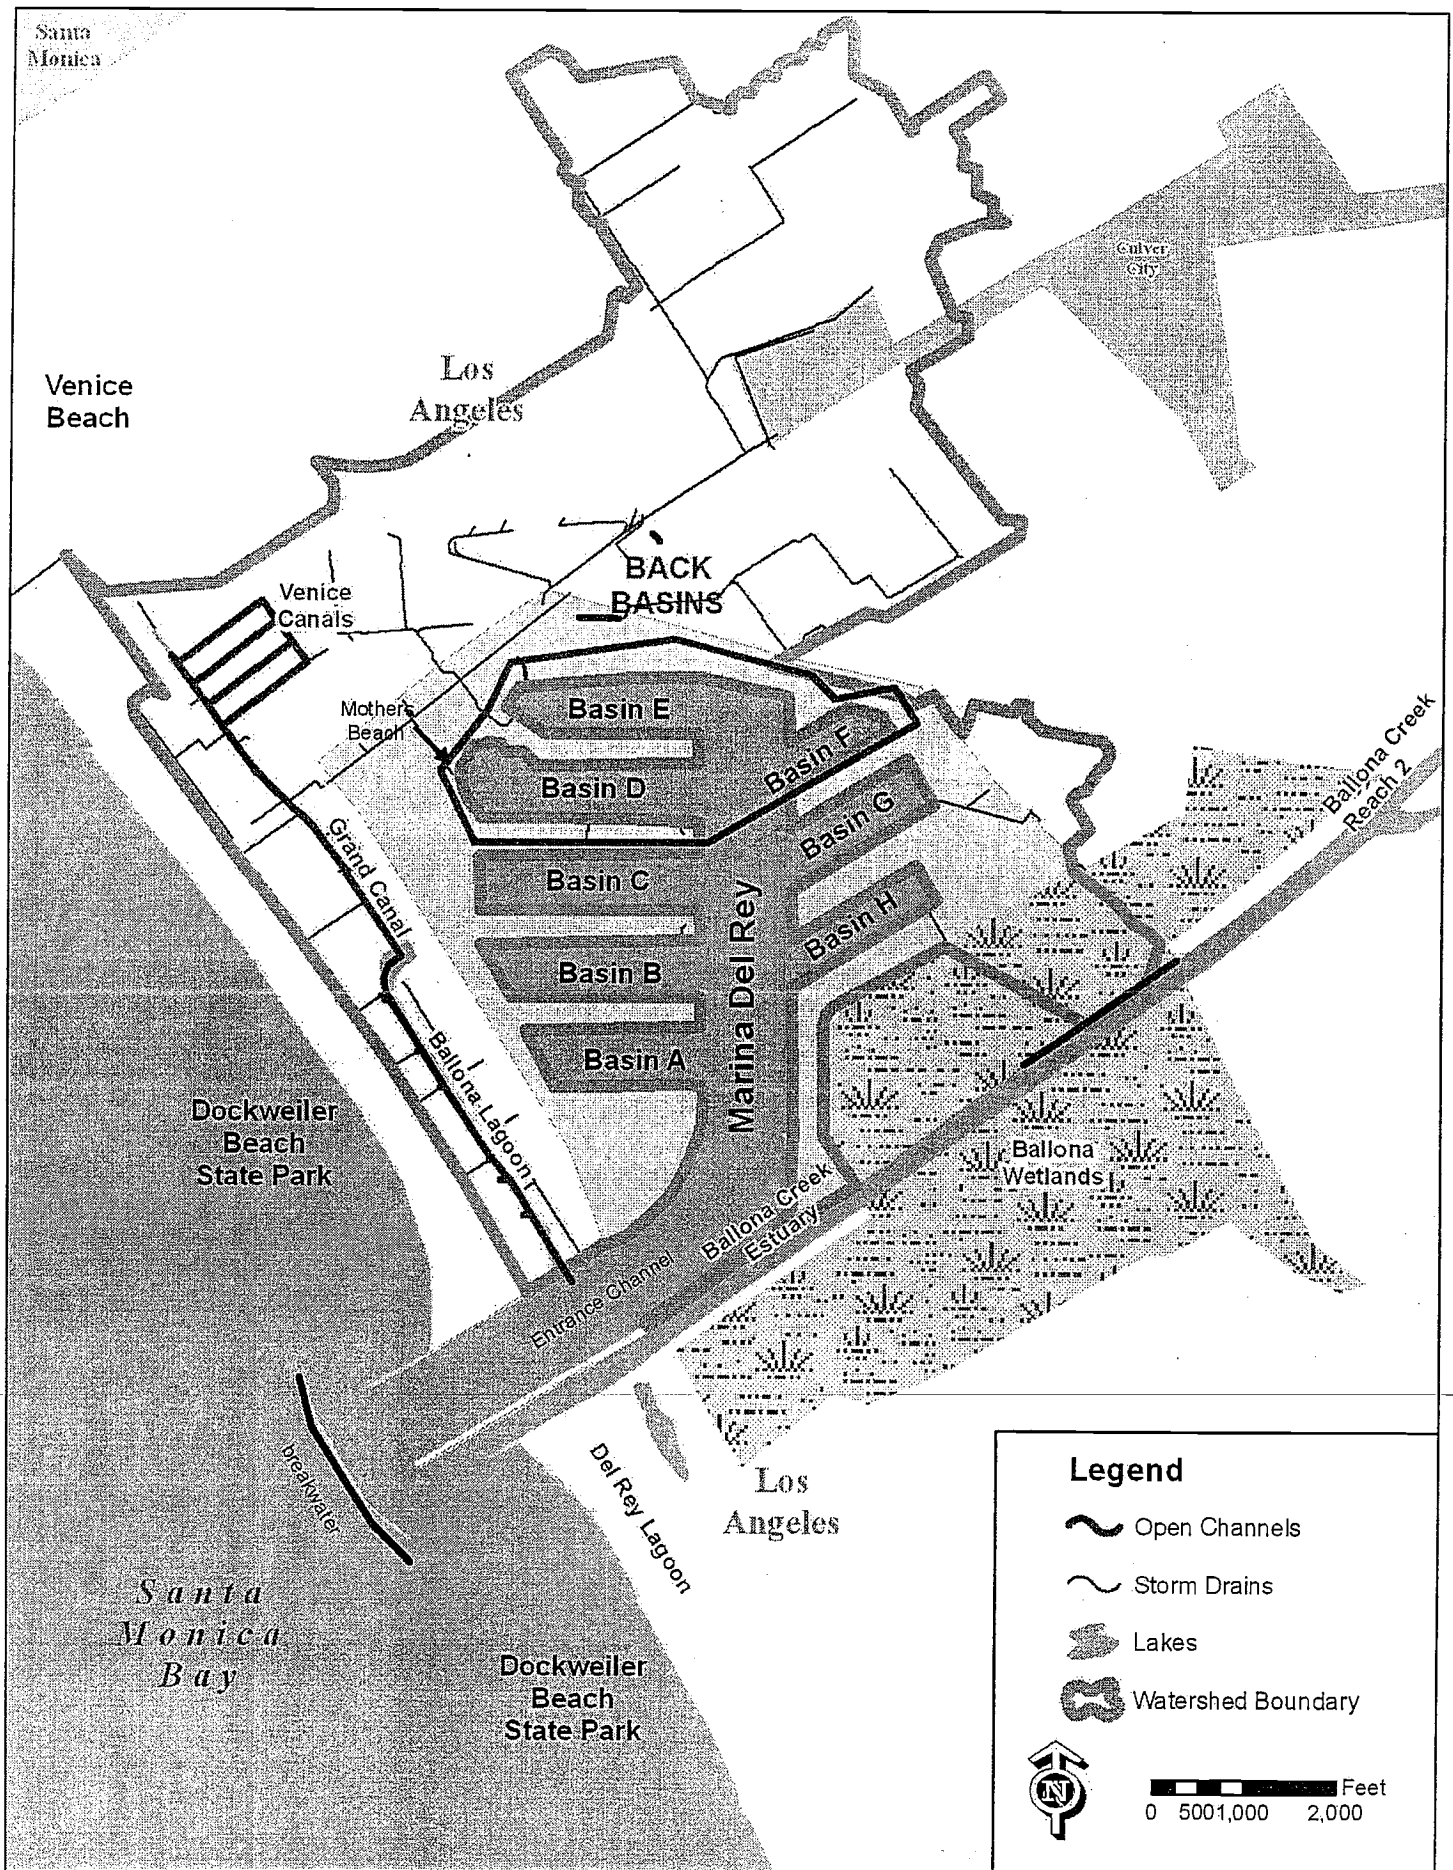 Santa
Monica
Culver
City
Los
Angeles
Venice
Beach
BACK
BASINS
Venice
Canals
Mothers
Beach
Basin E
Basin F
Basin D
Basin G
Ballona Creek
Reach 2
Grand Canal
Basin C
Basin H
Marina Del Rey
Basin B
Basin A
Ballona Lagoon
Dockweiler
Beach
State Park
Ballona
Wetlands
Ballona Creek
Estuary
Entrance Channel
breakwater
Del Rey Lagoon
Los
Angeles
Santa
Monica
Bay
Dockweiler
Beach
State Park
Legend
Open Channels
Storm Drains
Lakes
Watershed Boundary
N
Feet
0 5001,000 2,000